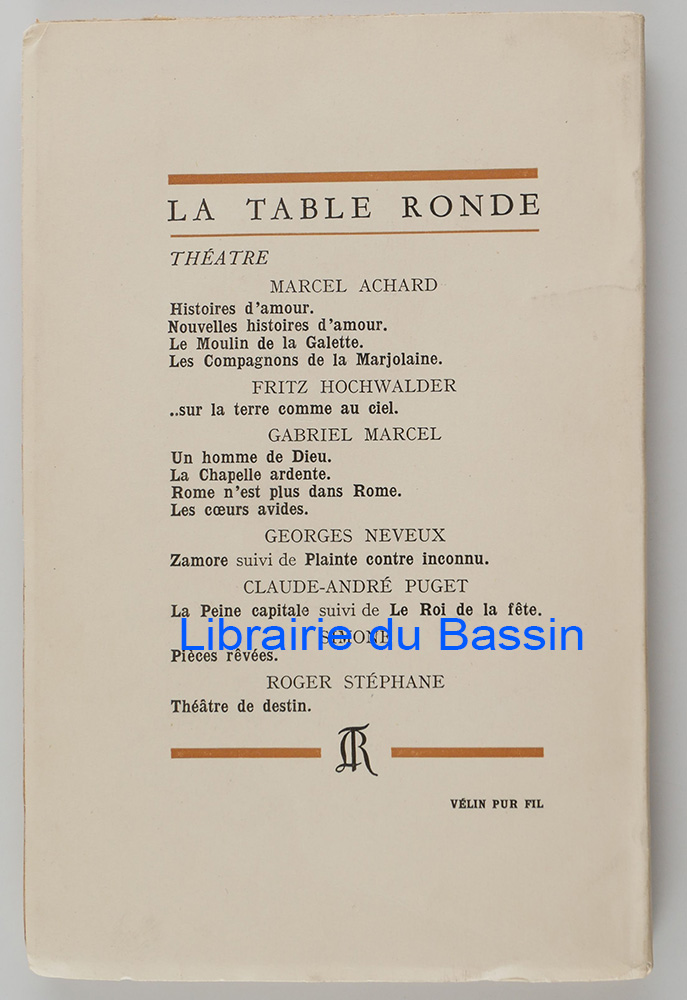 LA TABLE RONDE
THÉATRE
MARCEL ACHARD
Histoires d'amour.
Nouvelles histoires d'amour.
Le Moulin de la Galette.
Les Compagnons de la Marjolaine.
FRITZ HOCHWALDER
..sur la terre comme au ciel.
GABRIEL MARCEL
Un homme de Dieu.
La Chapelle ardente.
Rome n'est plus dans Rome.
Les cœurs avides.
GEORGES NEVEUX
Zamore suivi de Plainte contre inconnu.
CLAUDE-ANDRÉ PUGET
La Peine capitale suivi de Le Roi de la fête.
SIMONE
Librairie du Bassin
Pièces rêvées.
ROGER STÉPHANE
Théâtre de destin.
TR
VÉLIN PUR FIL